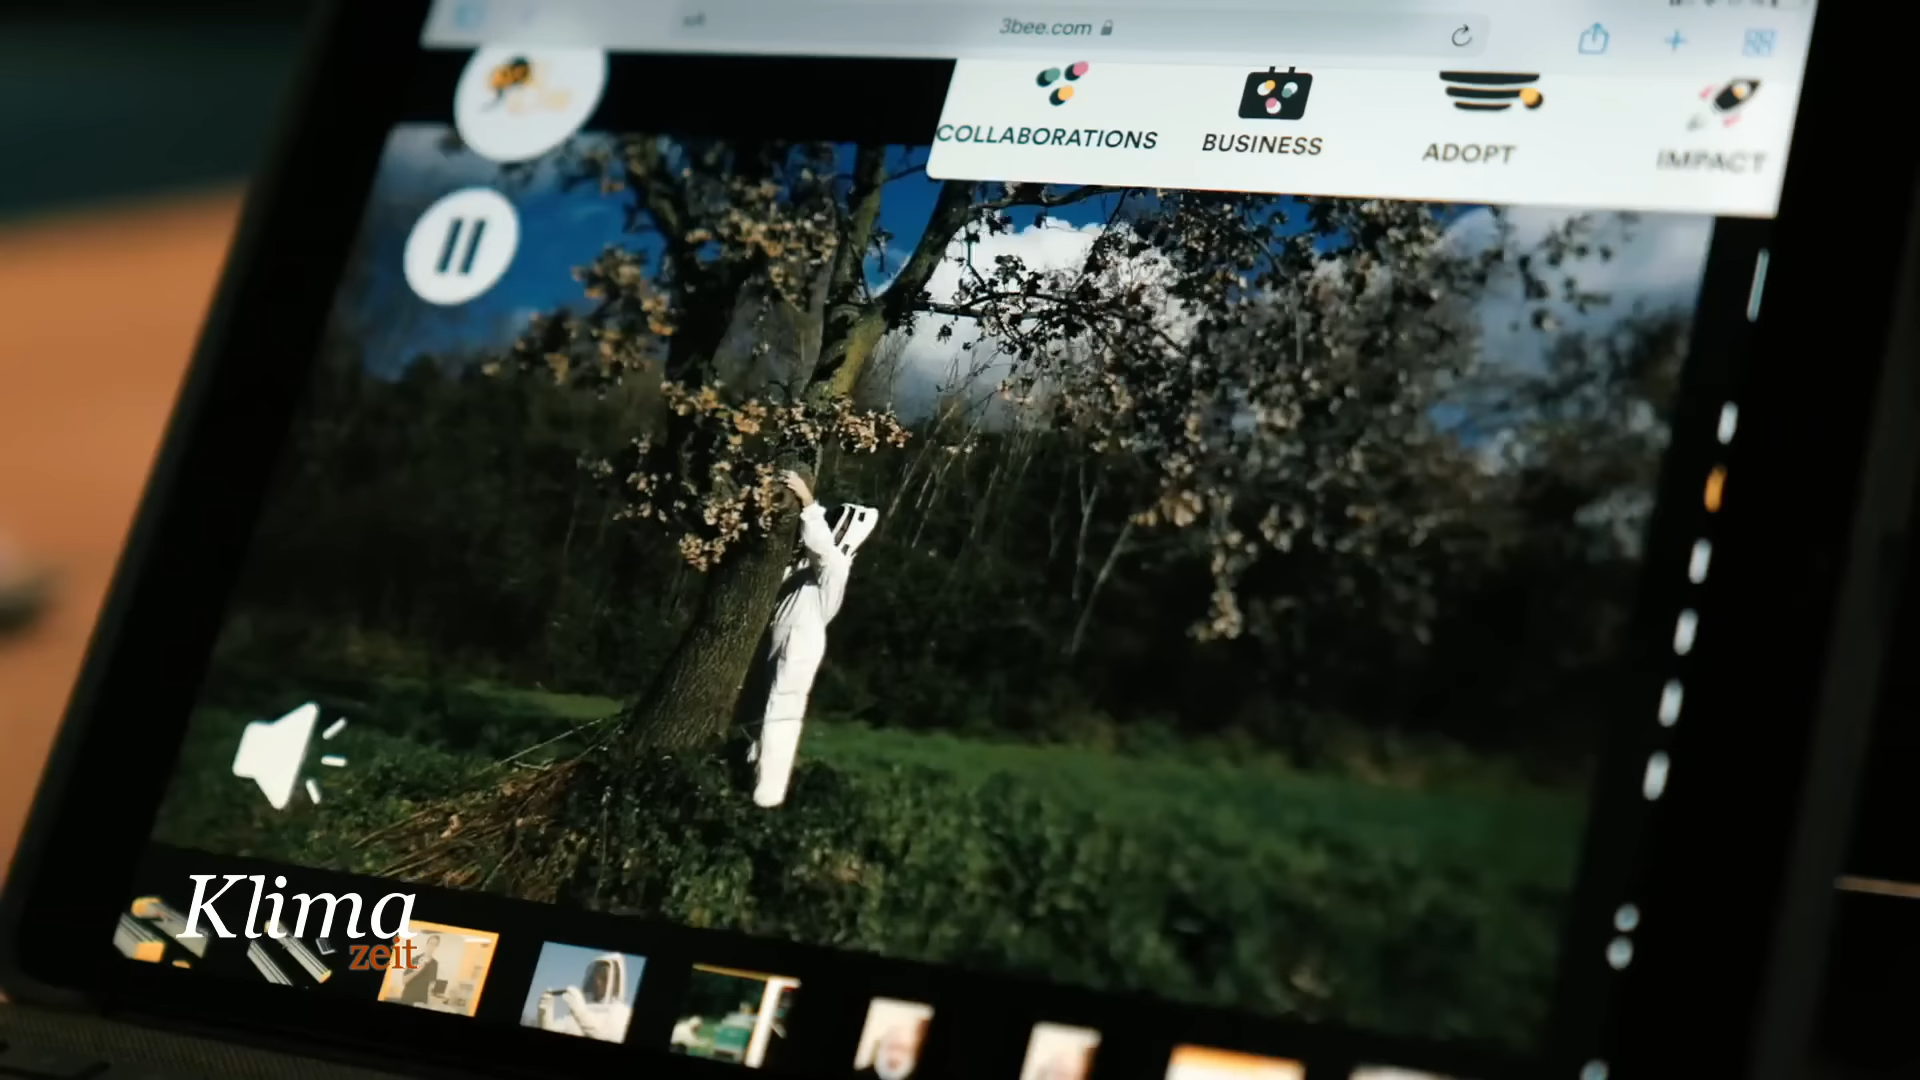 3bee.com
COLLABORATIONS
BUSINESS
ADOPT
IMPACT
Klima
zeit